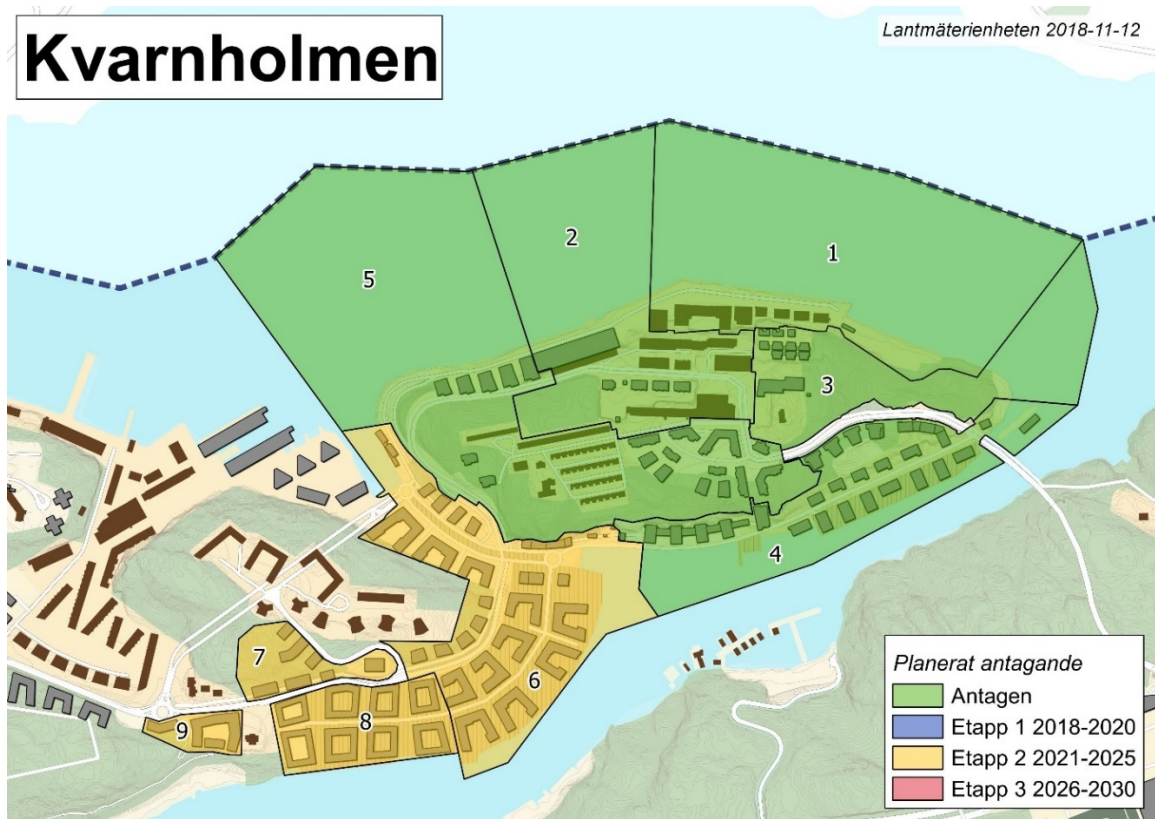 Kvarnholmen
Lantmäterienheten 2018-11-12
1
2
5
3
4
7
6
8
9
Planerat antagande
Antagen
Etapp 1 2018-2020
Etapp 2 2021-2025
Etapp 3 2026-2030